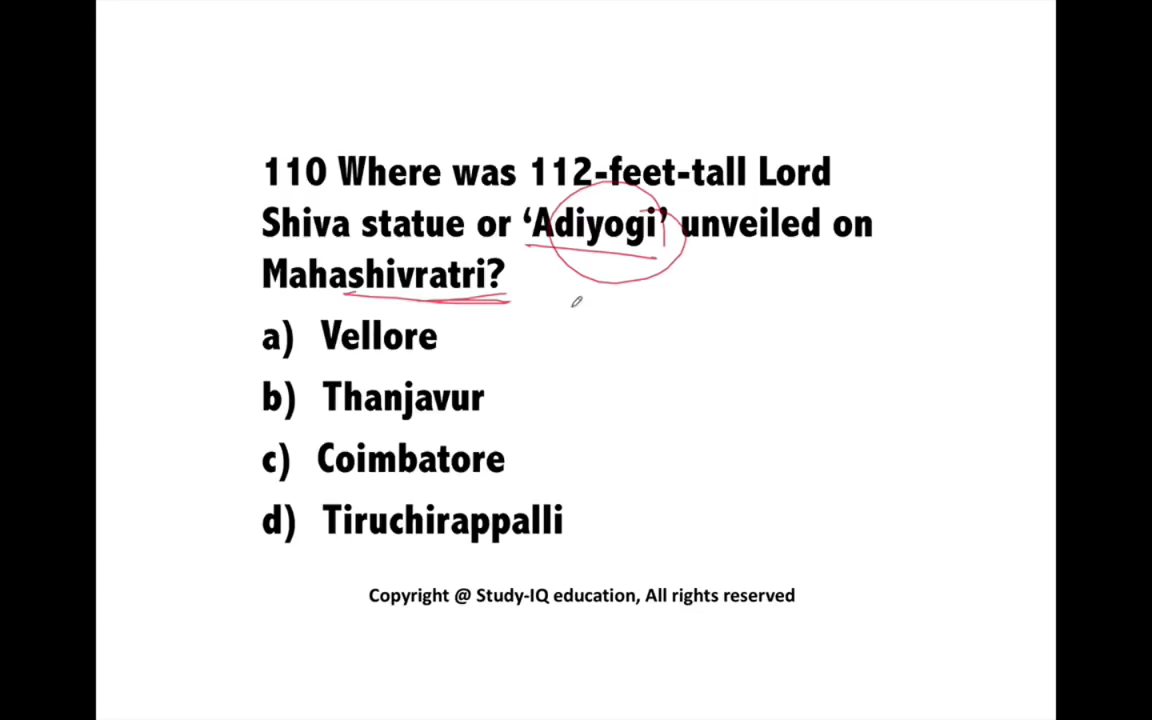 110 Where was 112-feet-tall Lord
Shiva statue or ‘Adiyogi’ unveiled on
Mahashivratri?
a) Vellore
b) Thanjavur
c) Coimbatore
d) Tiruchirappalli
Copyright @ Study-IQ education, All rights reserved